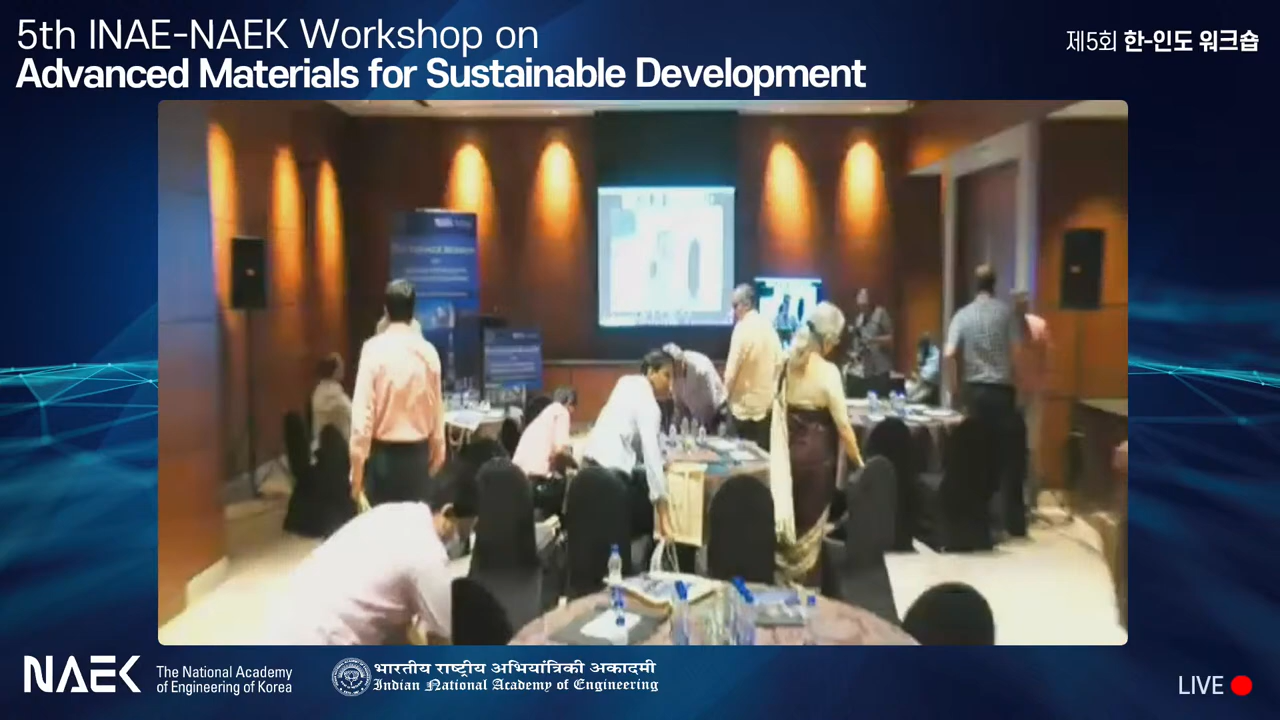 5th INAE-NAEK Workshop on
Advanced Materials for Sustainable Development
제5회 한-인도 워크숍
NAEK
The National Academy
of Engineering of Korea
भारतीय राष्ट्रीय अभियांत्रिकी अकादमी
Indian National Academy of Engineering
LIVE